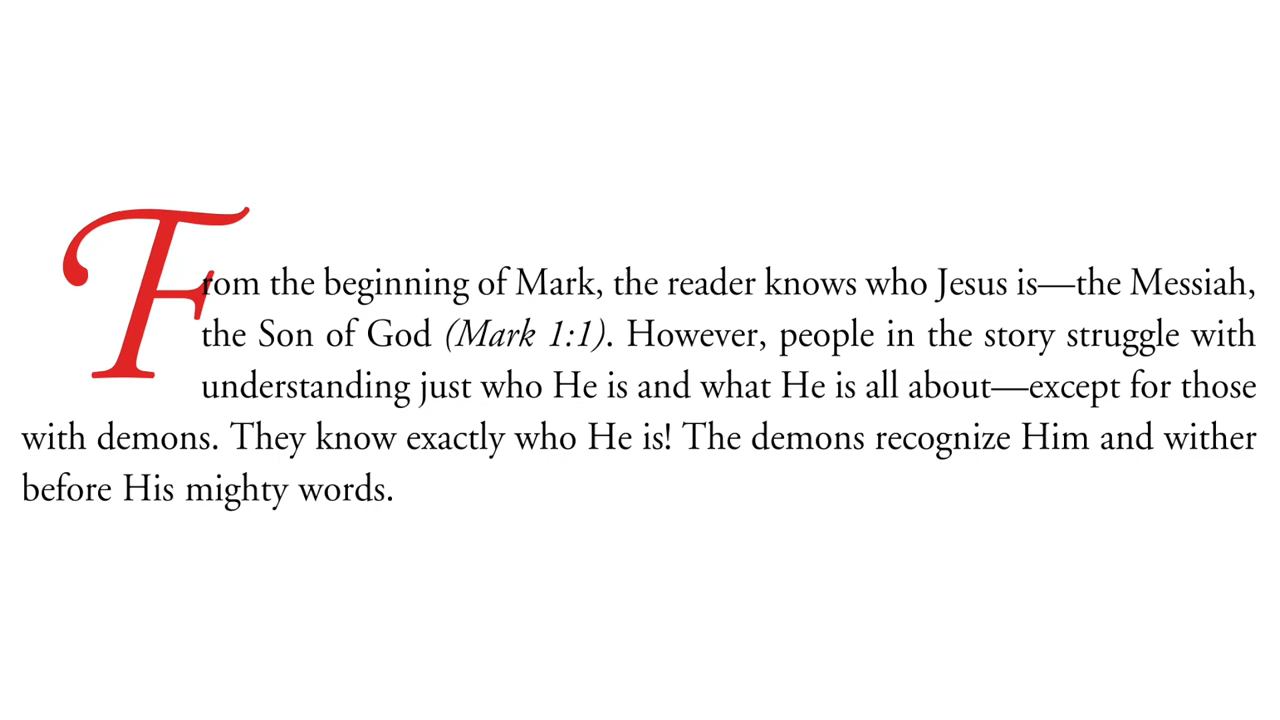 From the beginning of Mark, the reader knows who Jesus is—the Messiah,
the Son of God (Mark 1:1). However, people in the story struggle with
understanding just who He is and what He is all about—except for those
with demons. They know exactly who He is! The demons recognize Him and wither
before His mighty words.